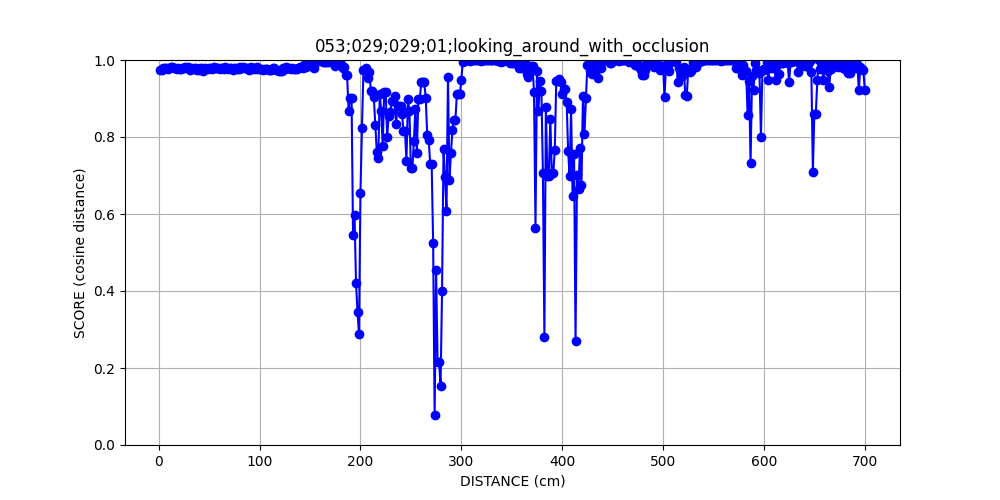 053;029;029;01;looking_around_with_occlusion
1.0
0.8
0.6
0.4
0.2
0.0
SCORE (cosine distance)
0 100 200 300 400 500 600 700
DISTANCE (cm)